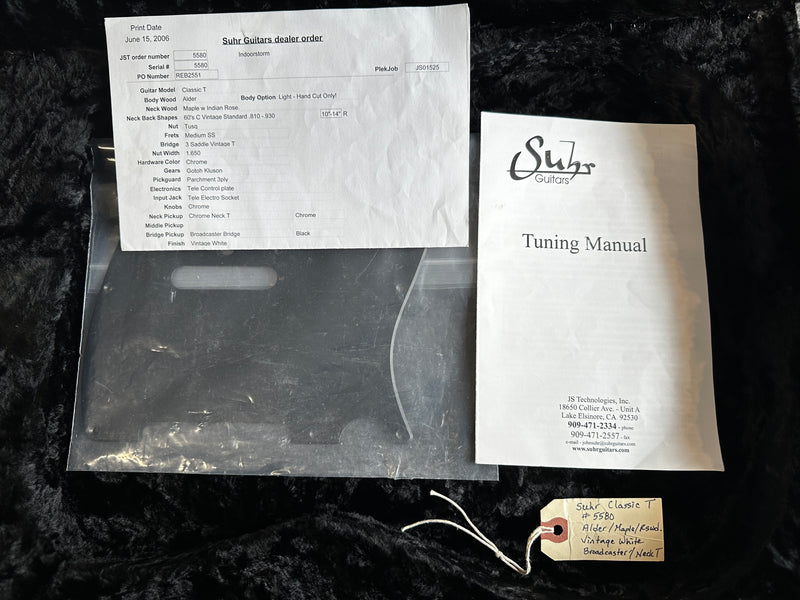 Print Date
June 15, 2006
Suhr Guitars dealer order
JST order number 5580 Indoorstorm
Serial # 5580
PO Number REB2551 PlekJob JS01525
Guitar Model Classic T
Body Wood Alder Body Option Light - Hand Cut Only!
Neck Wood Maple w Indian Rose
Neck Back Shapes 60's C Vintage Standard .810 - .930 10"-14" R
Nut Tusq
Frets Medium SS
Bridge 3 Saddle Vintage T
Nut Width 1.650
Hardware Color Chrome
Gears Gotoh Kluson
Pickguard Parchment 3ply
Electronics Tele Control plate
Input Jack Tele Electro Socket
Knobs Chrome
Neck Pickup Chrome Neck T Chrome
Middle Pickup
Bridge Pickup Broadcaster Bridge Black
Finish Vintage White
Suhr
Guitars
Tuning Manual
JS Technologies, Inc.
18650 Collier Ave. - Unit A
Lake Elsinore, CA 92530
909-471-2334 - phone
909-471-2557 - fax
e-mail - johnsuhr@suhrguitars.com
www.suhrguitars.com
Suhr Classic T
# 5580
Alder/Maple/Rswd.
Vintage White
Broadcaster/Neck T